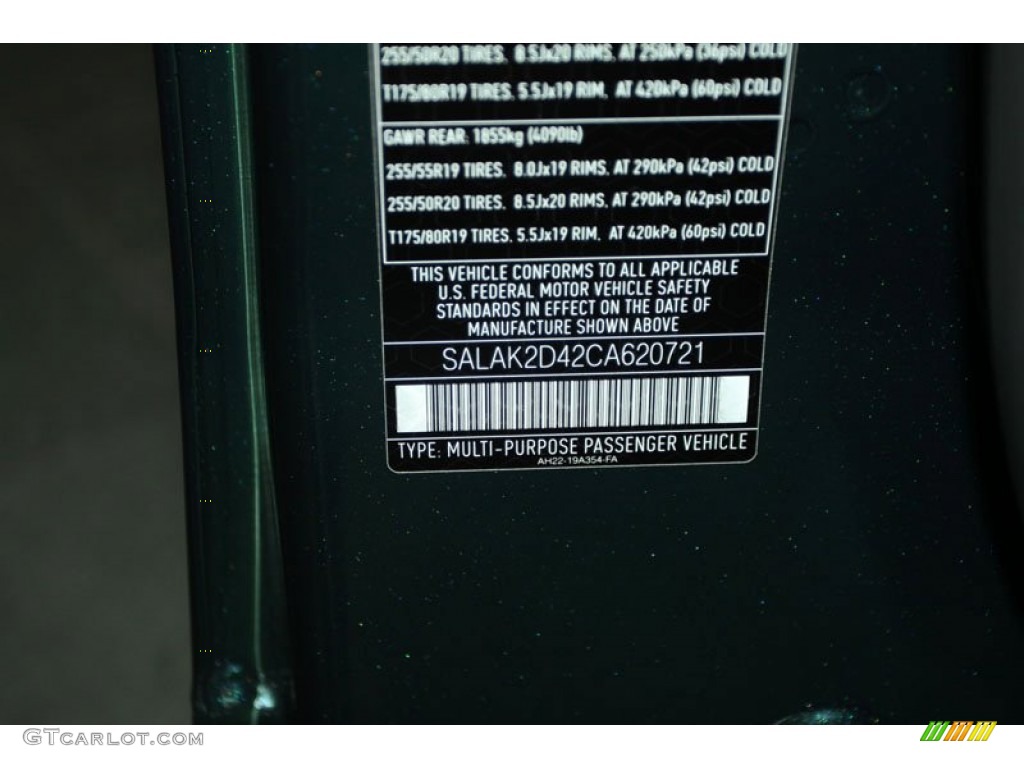 255/50R20 TIRES. 8.5Jx20 RIMS. AT 250kPa (36psi) COLD
T175/80R19 TIRES. 5.5Jx19 RIM. AT 420kPa (60psi) COLD
GAWR REAR: 1855kg (4090lb)
255/55R19 TIRES. 8.0Jx19 RIMS. AT 290kPa (42psi) COLD
255/50R20 TIRES. 8.5Jx20 RIMS. AT 290kPa (42psi) COLD
T175/80R19 TIRES. 5.5Jx19 RIM. AT 420kPa (60psi) COLD
THIS VEHICLE CONFORMS TO ALL APPLICABLE
U.S. FEDERAL MOTOR VEHICLE SAFETY
STANDARDS IN EFFECT ON THE DATE OF
MANUFACTURE SHOWN ABOVE
SALAK2D42CA620721
TYPE: MULTI-PURPOSE PASSENGER VEHICLE
AH22-19A354-FA
GTCARLOT.COM